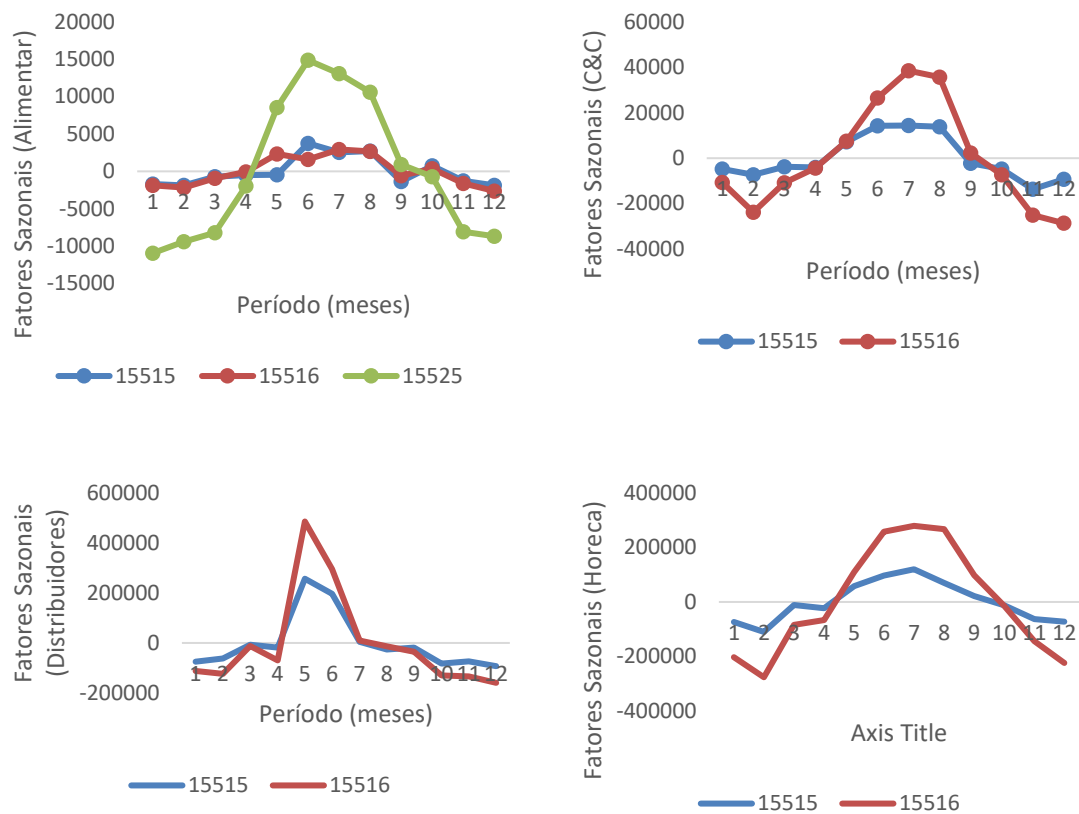 20000
15000
10000
5000
0
-5000
-10000
-15000
1 2 3 4 5 6 7 8 9 10 11 12
Fatores Sazonais (Alimentar)
Período (meses)
15515 15516 15525
60000
40000
20000
0
-20000
-40000
1 2 3 4 5 6 7 8 9 10 11 12
Fatores Sazonais (C&C)
Período (meses)
15515 15516
600000
400000
200000
0
-200000
1 2 3 4 5 6 7 8 9 10 11 12
Fatores Sazonais
(Distribuidores)
Período (meses)
15515 15516
400000
200000
0
-200000
-400000
1 2 3 4 5 6 7 8 9 10 11 12
Fatores Sazonais (Horeca)
Axis Title
15515 15516